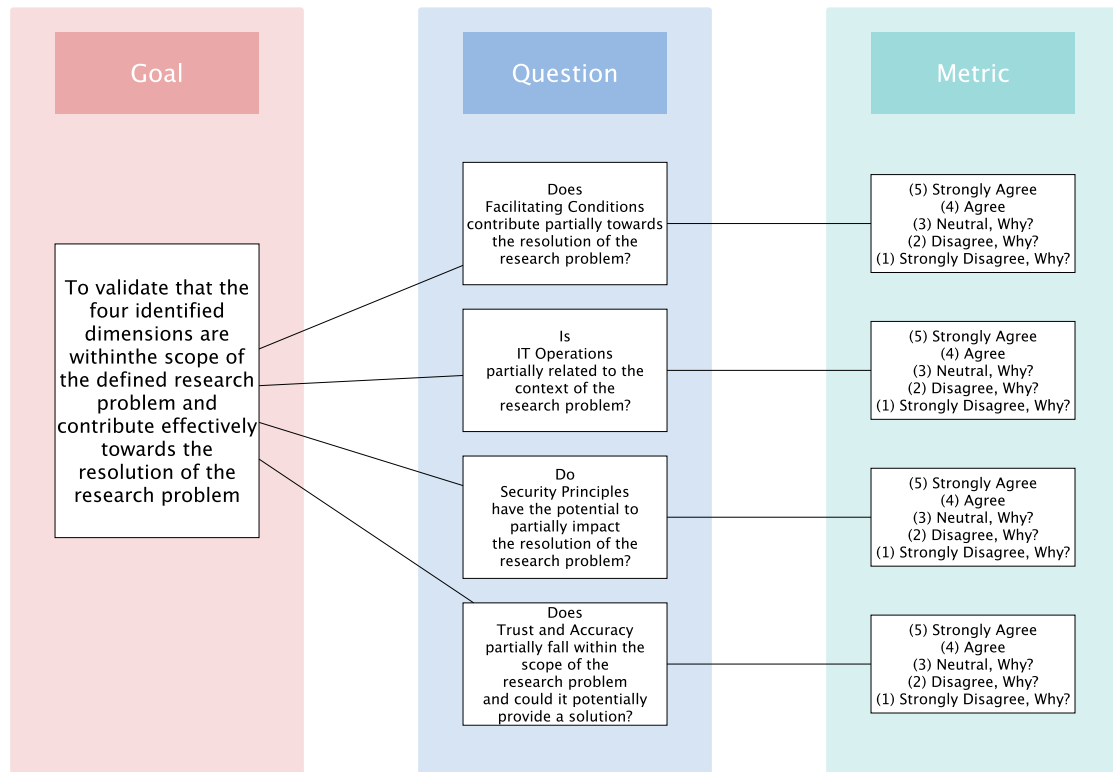 Goal
To validate that the
four identified
dimensions are
withinthe scope of
the defined research
problem and
contribute effectively
towards the
resolution of the
research problem
Question
Does
Facilitating Conditions
contribute partially towards
the resolution of the
research problem?
Is
IT Operations
partially related to the
context of the
research problem?
Do
Security Principles
have the potential to
partially impact
the resolution of the
research problem?
Does
Trust and Accuracy
partially fall within the
scope of the
research problem
and could it potentially
provide a solution?
Metric
(5) Strongly Agree
(4) Agree
(3) Neutral, Why?
(2) Disagree, Why?
(1) Strongly Disagree, Why?
(5) Strongly Agree
(4) Agree
(3) Neutral, Why?
(2) Disagree, Why?
(1) Strongly Disagree, Why?
(5) Strongly Agree
(4) Agree
(3) Neutral, Why?
(2) Disagree, Why?
(1) Strongly Disagree, Why?
(5) Strongly Agree
(4) Agree
(3) Neutral, Why?
(2) Disagree, Why?
(1) Strongly Disagree, Why?